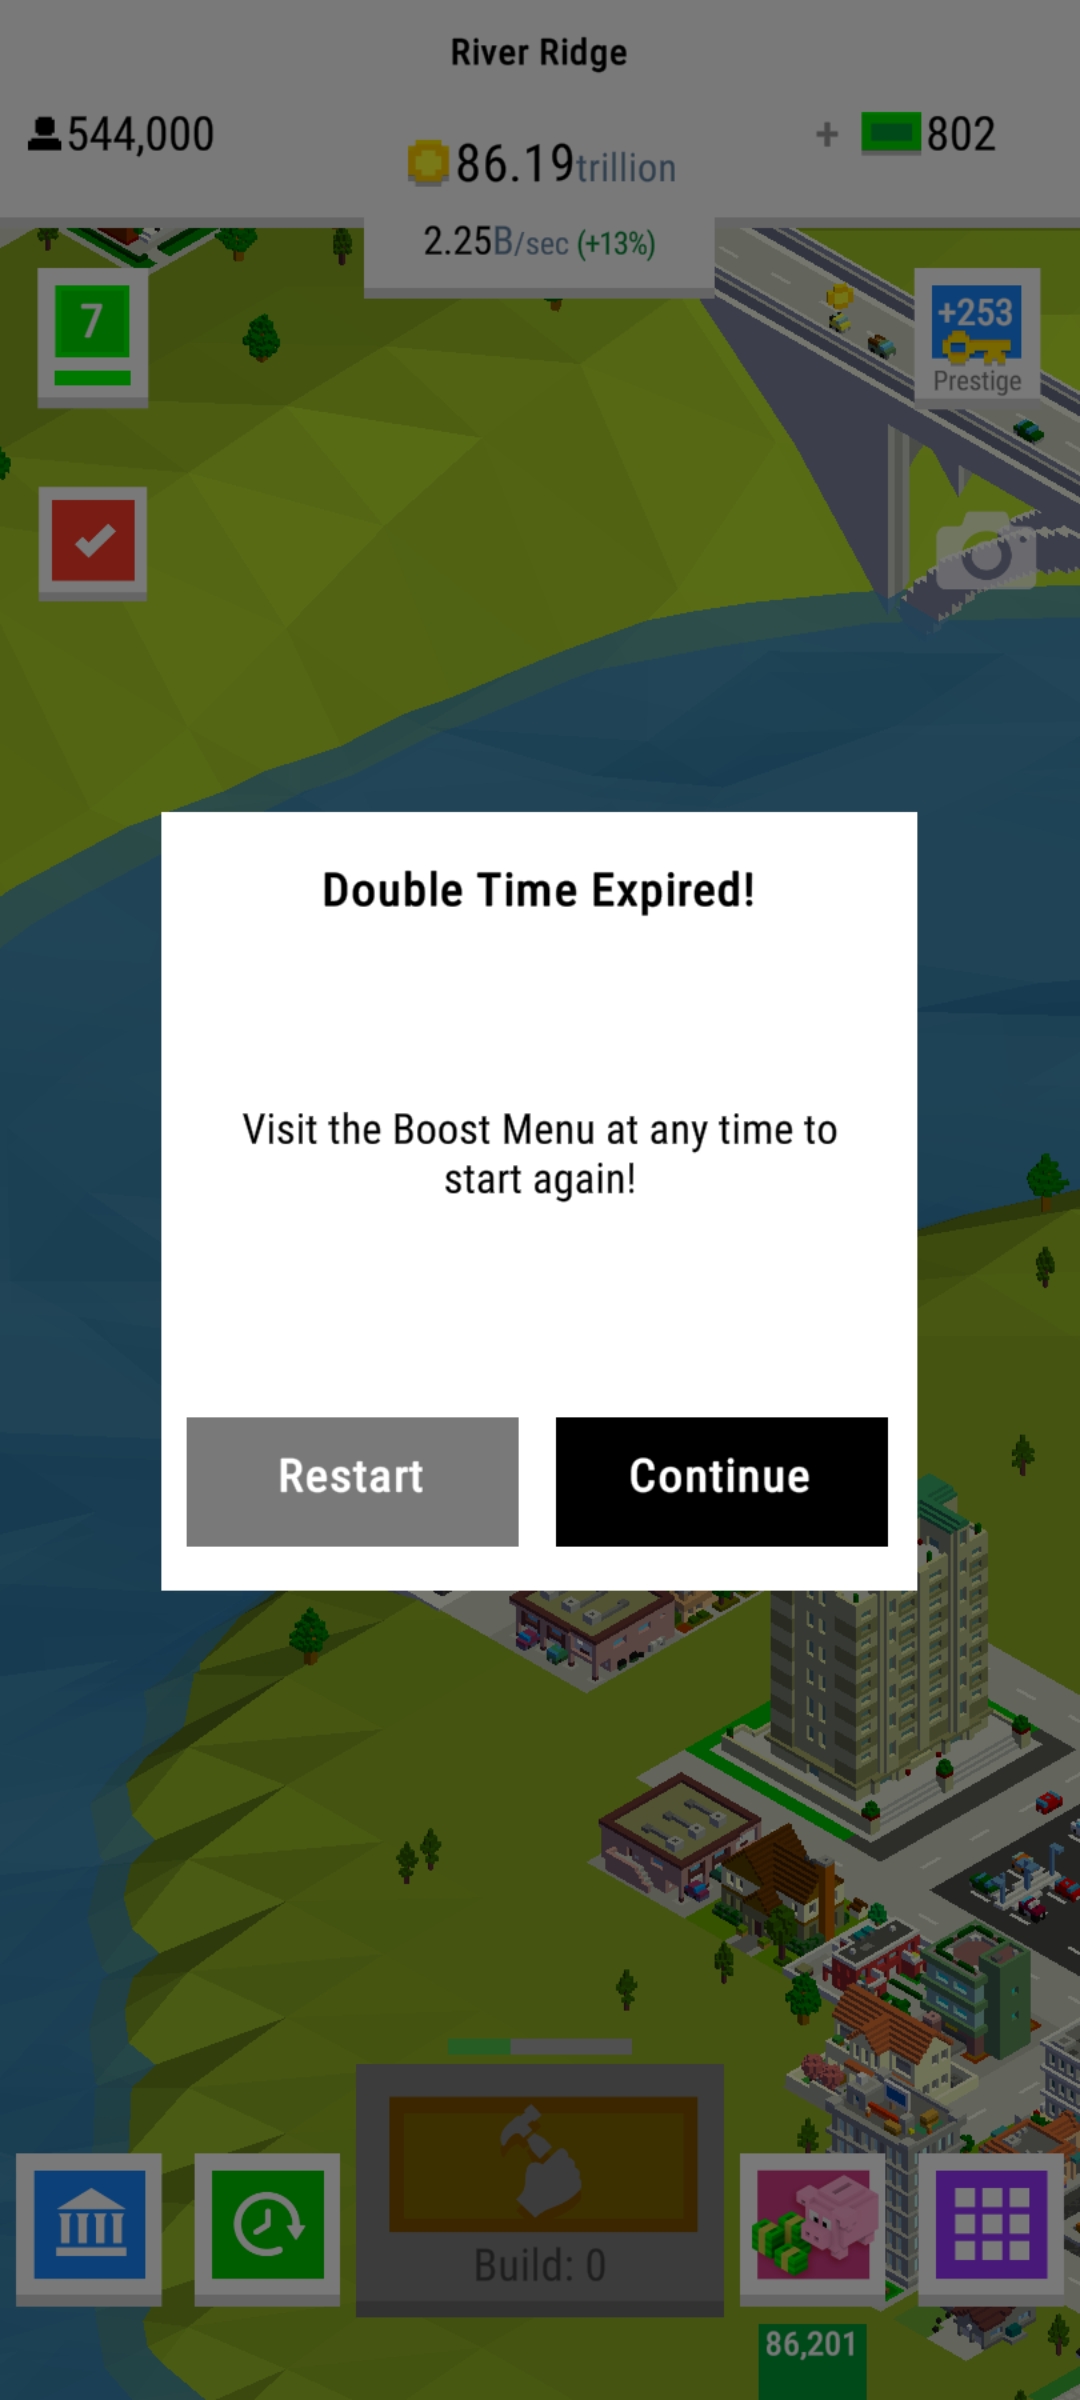 River Ridge
544,000
86.19trillion
+ 802
2.25B/sec (+13%)
7
+253
Prestige
Double Time Expired!
Visit the Boost Menu at any time to
start again!
Restart
Continue
Build: 0
86,201